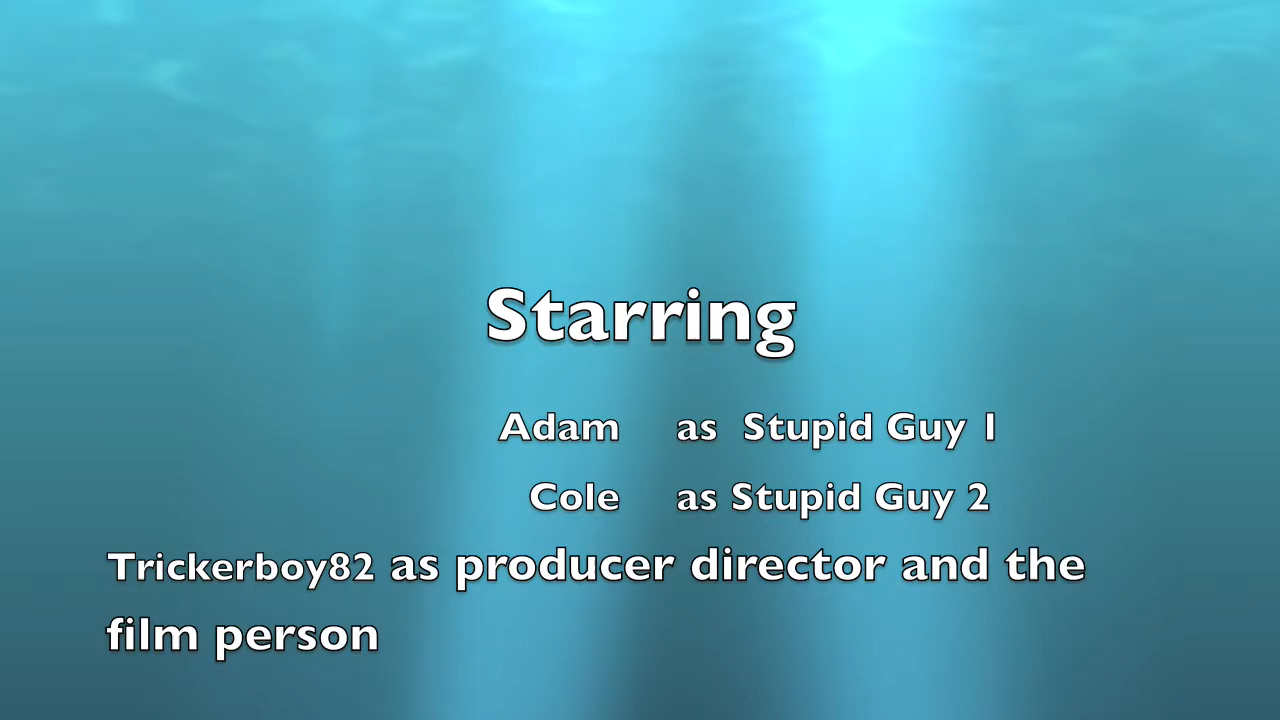 Starring
Adam as Stupid Guy 1
Cole as Stupid Guy 2
Trickerboy82 as producer director and the
film person